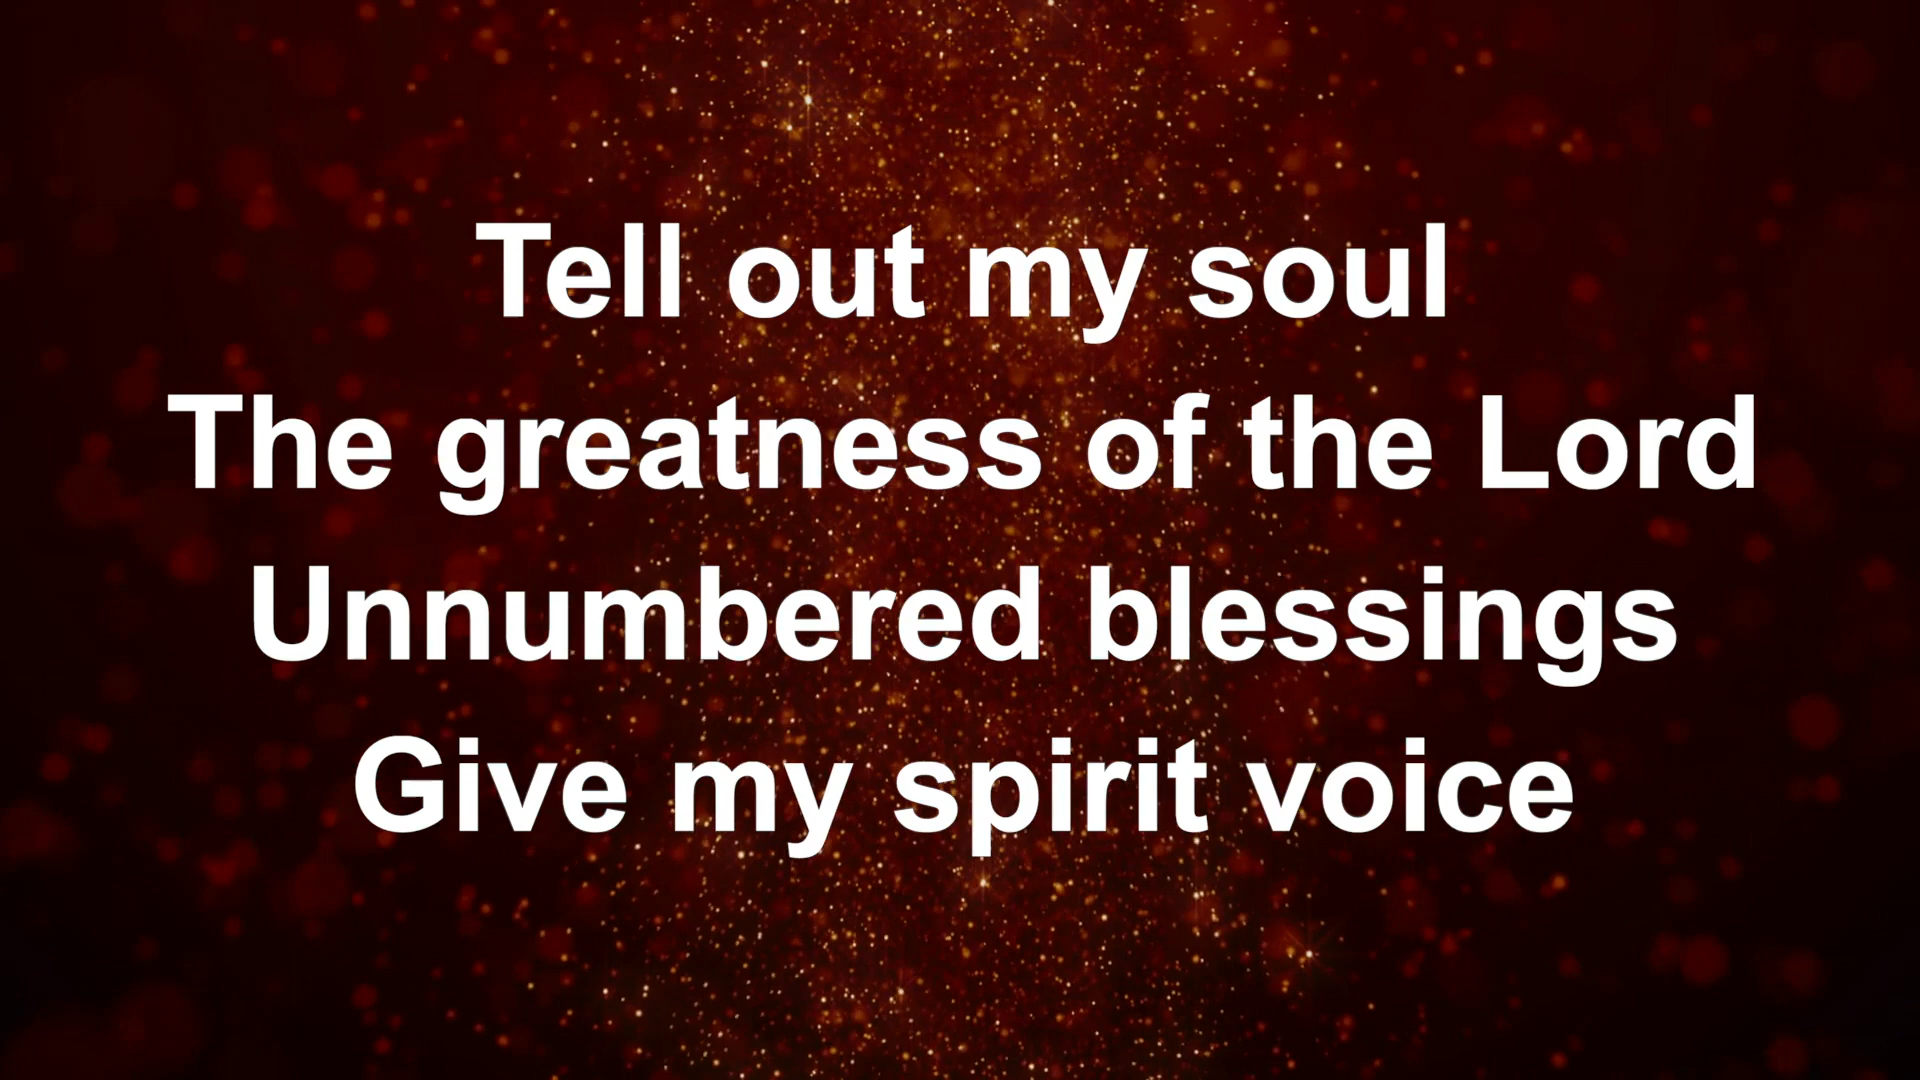 Tell out my soul
The greatness of the Lord
Unnumbered blessings
Give my spirit voice